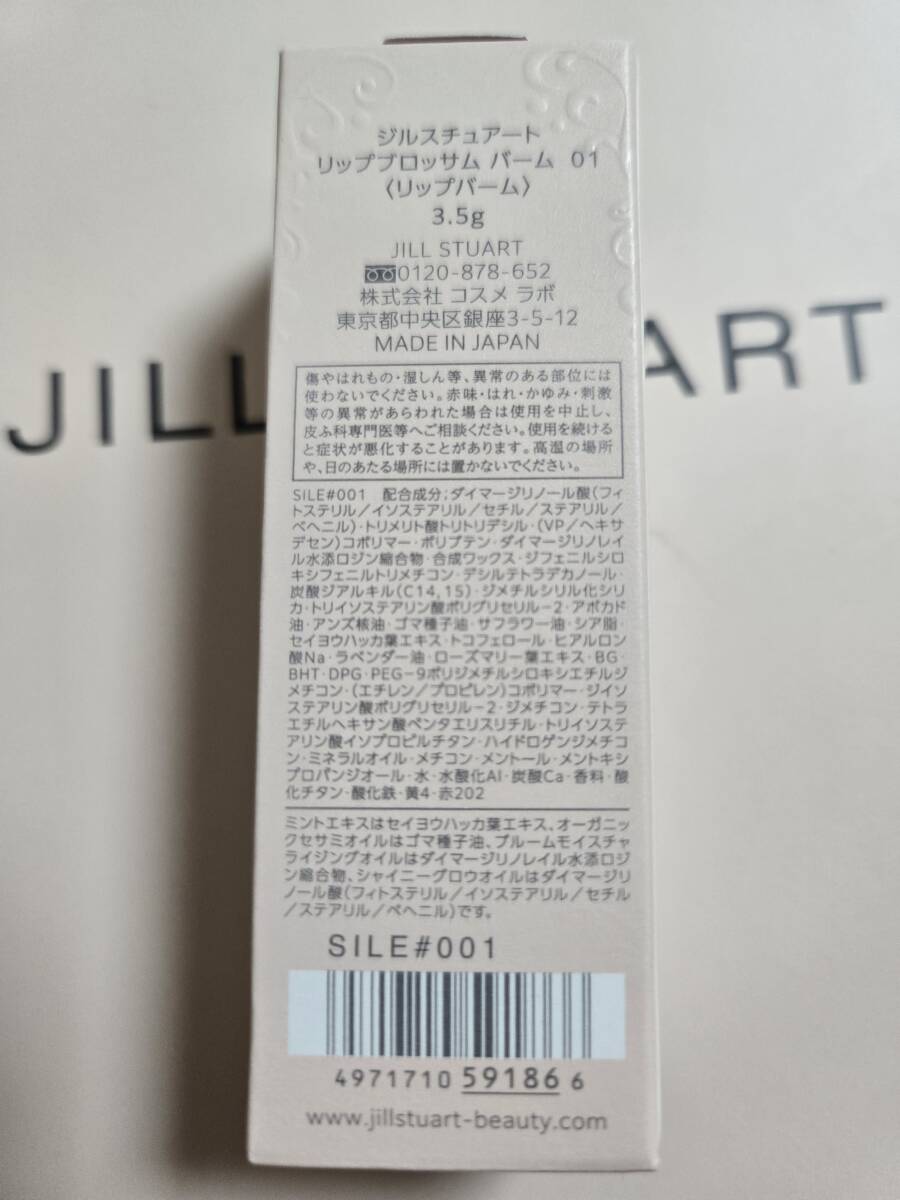 ジルスチュアート
リップブロッサム バーム 01
〈リップバーム〉
3.5g
JILL STUART
0120-878-652
株式会社 コスメ ラボ
東京都中央区銀座3-5-12
MADE IN JAPAN
傷やはれもの・湿しん等、異常のある部位には
使わないでください。赤味・はれ・かゆみ・刺激
等の異常があらわれた場合は使用を中止し、
皮ふ科専門医等へご相談ください。使用を続ける
と症状が悪化することがあります。高温の場所
や、日のあたる場所には置かないでください。
SILE#001 配合成分;ダイマージリノール酸(フィ
トステリル/イソステアリル/セチル/ステアリル/
ベヘニル)・トリメリト酸トリトリデシル・(VP/ヘキサ
デセン)コポリマー・ポリブテン・ダイマージリノレイ
ル水添ロジン縮合物・合成ワックス・ジフェニルシロ
キシフェニルトリメチコン・デシルテトラデカノール・
炭酸ジアルキル(C14,15)・ジメチルシリル化シリ
カ・トリイソステアリン酸ポリグリセリル-2・アボカド
油・アンズ核油・ゴマ種子油・サフラワー油・シア脂・
セイヨウハッカ葉エキス・トコフェロール・ヒアルロン
酸Na・ラベンダー油・ローズマリー葉エキス・BG・
BHT・DPG・PEG-9ポリジメチルシロキシエチルジ
メチコン・(エチレン/プロピレン)コポリマー・ジイソ
ステアリン酸ポリグリセリル-2・ジメチコン・テトラ
エチルヘキサン酸ペンタエリスリチル・トリイソステ
アリン酸イソプロピルチタン・ハイドロゲンジメチコ
ン・ミネラルオイル・メチコン・メントール・メントキシ
プロパンジオール・水・水酸化Al・炭酸Ca・香料・酸
化チタン・酸化鉄・黄4・赤202
ミントエキスはセイヨウハッカ葉エキス、オーガニッ
クセサミオイルはゴマ種子油、ブルームモイスチャ
ライジングオイルはダイマージリノレイル水添ロジ
ン縮合物、シャイニーグロウオイルはダイマージリ
ノール酸(フィトステリル/イソステアリル/セチル
/ステアリル/ベヘニル)です。
SILE#001
4971710 59186 6
www.jillstuart-beauty.com
JILL STUART